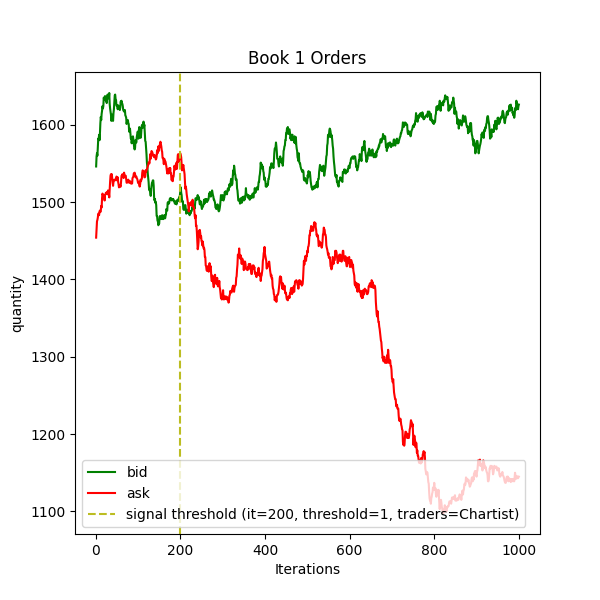 Book 1 Orders
quantity
1600
1500
1400
1300
1200
1100
bid
ask
signal threshold (it=200, threshold=1, traders=Chartist)
0 200 400 600 800 1000
Iterations